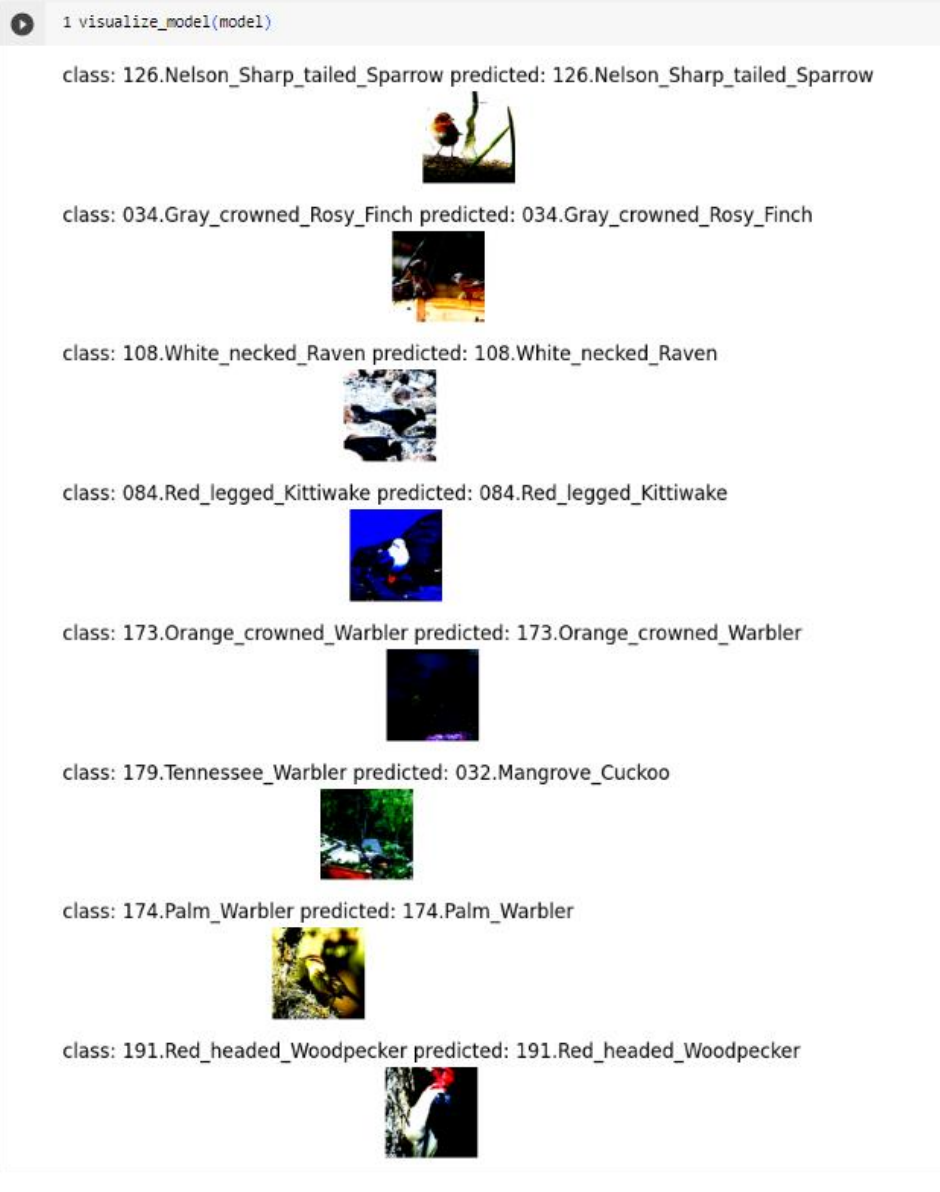 1 visualize_model(model)
class: 126.Nelson_Sharp_tailed_Sparrow predicted: 126.Nelson_Sharp_tailed_Sparrow
class: 034.Gray_crowned_Rosy_Finch predicted: 034.Gray_crowned_Rosy_Finch
class: 108.White_necked_Raven predicted: 108.White_necked_Raven
class: 084.Red_legged_Kittiwake predicted: 084.Red_legged_Kittiwake
class: 173.Orange_crowned_Warbler predicted: 173.Orange_crowned_Warbler
class: 179.Tennessee_Warbler predicted: 032.Mangrove_Cuckoo
class: 174.Palm_Warbler predicted: 174.Palm_Warbler
class: 191.Red_headed_Woodpecker predicted: 191.Red_headed_Woodpecker